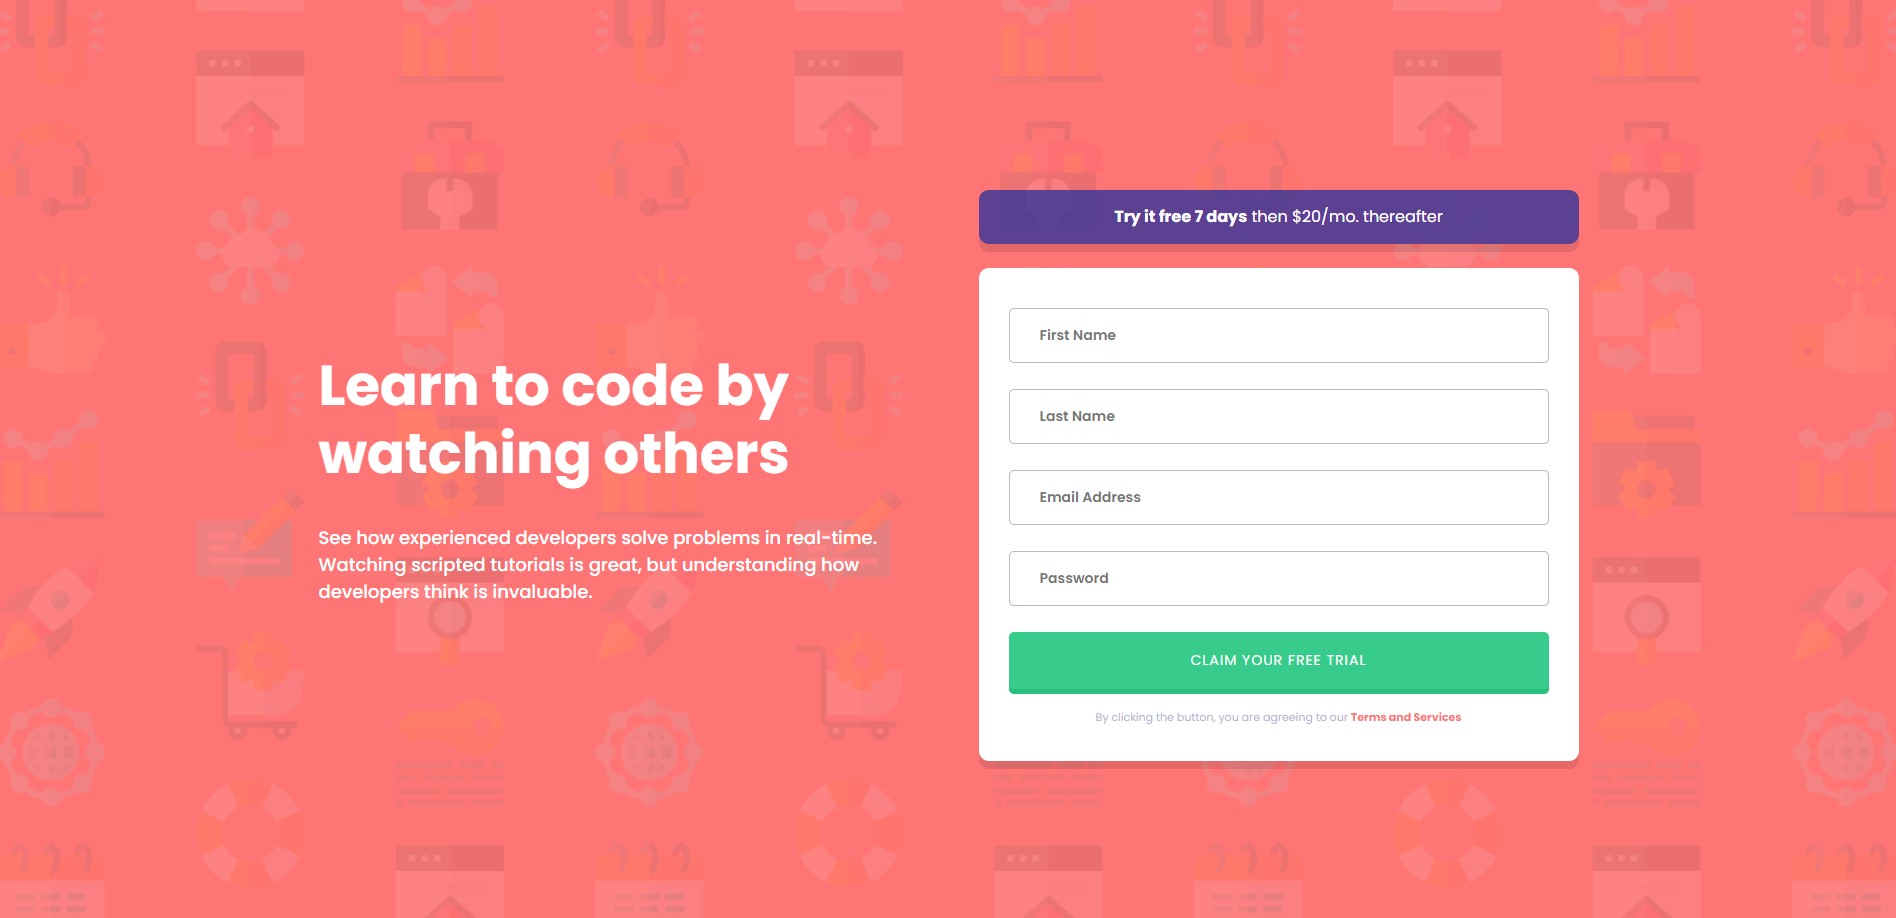 Learn to code by
watching others
See how experienced developers solve problems in real-time.
Watching scripted tutorials is great, but understanding how
developers think is invaluable.
Try it free 7 days then $20/mo. thereafter
First Name
Last Name
Email Address
Password
CLAIM YOUR FREE TRIAL
By clicking the button, you are agreeing to our Terms and Services